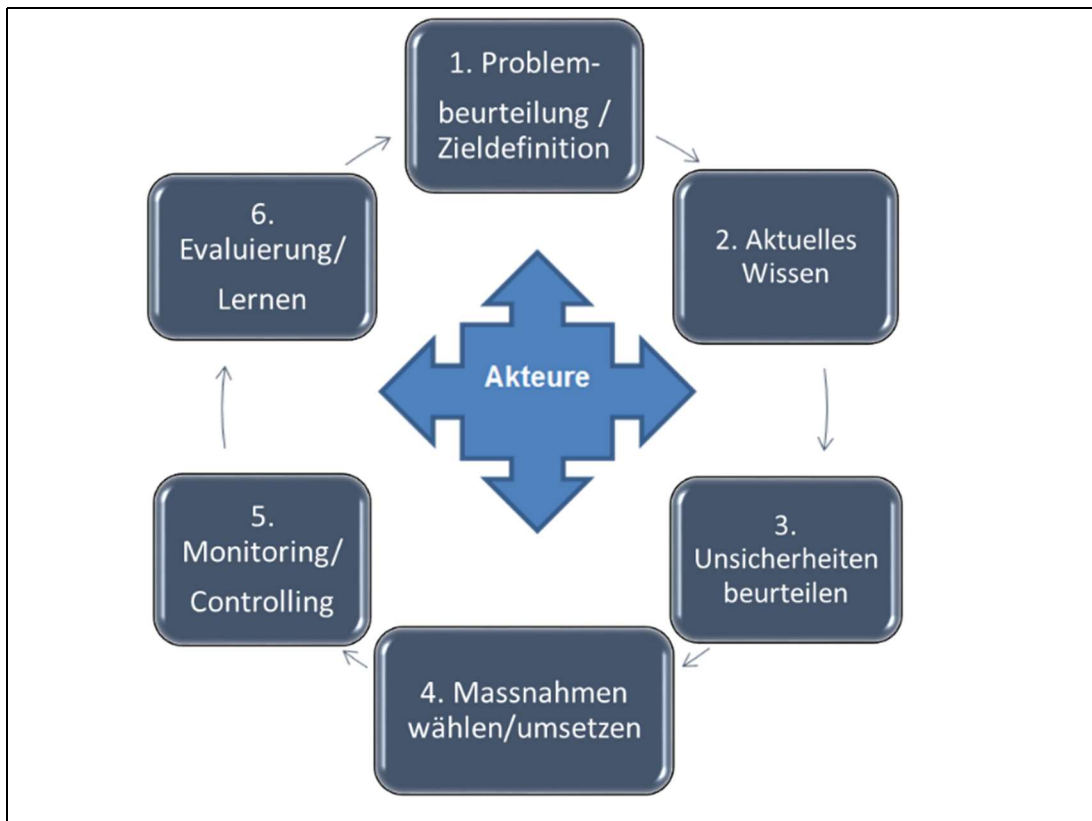 1. Problem-
beurteilung /
Zieldefinition
2. Aktuelles
Wissen
3.
Unsicherheiten
beurteilen
4. Massnahmen
wählen/umsetzen
5.
Monitoring/
Controlling
6.
Evaluierung/
Lernen
Akteure